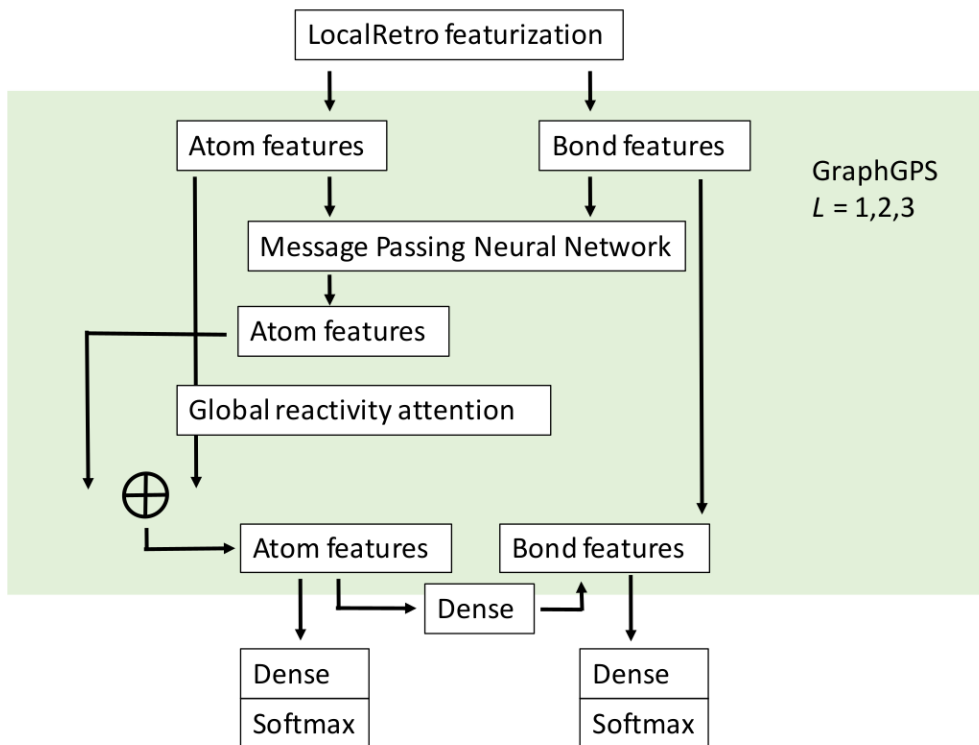 LocalRetro featurization
Atom features
Bond features
GraphGPS
L = 1,2,3
Message Passing Neural Network
Atom features
Global reactivity attention
Atom features
Bond features
Dense
Dense
Softmax
Dense
Softmax